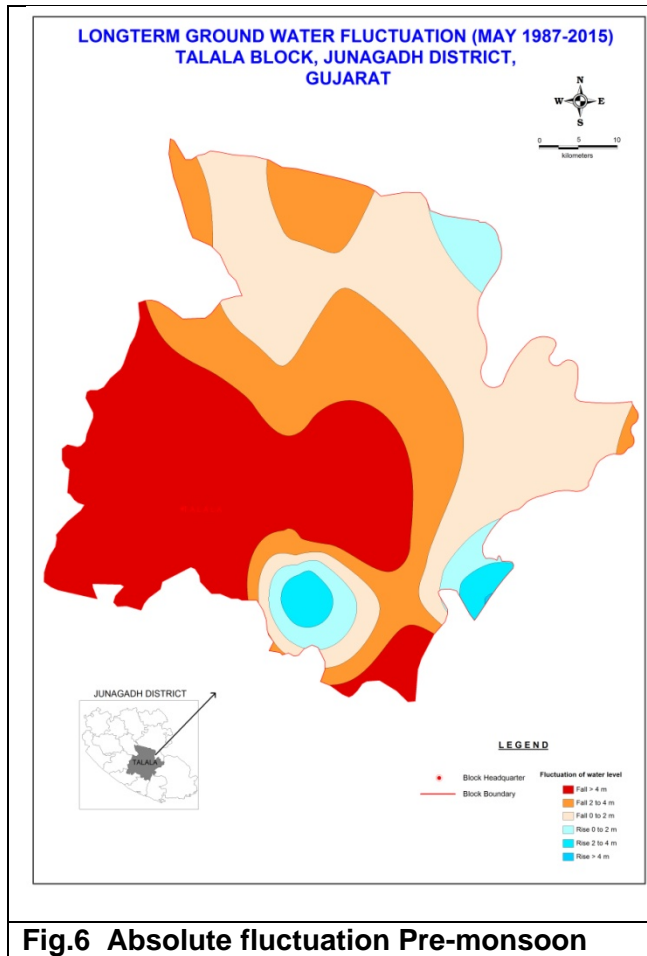 LONGTERM GROUND WATER FLUCTUATION (MAY 1987-2015)
TALALA BLOCK, JUNAGADH DISTRICT,
GUJARAT
N
W E
S
0 5 10
kilometers
JUNAGADH DISTRICT
TALALA
LEGEND
Block Headquarter
Block Boundary
Fluctuation of water level
Fall > 4 m
Fall 2 to 4 m
Fall 0 to 2 m
Rise 0 to 2 m
Rise 2 to 4 m
Rise > 4 m
Fig.6 Absolute fluctuation Pre-monsoon